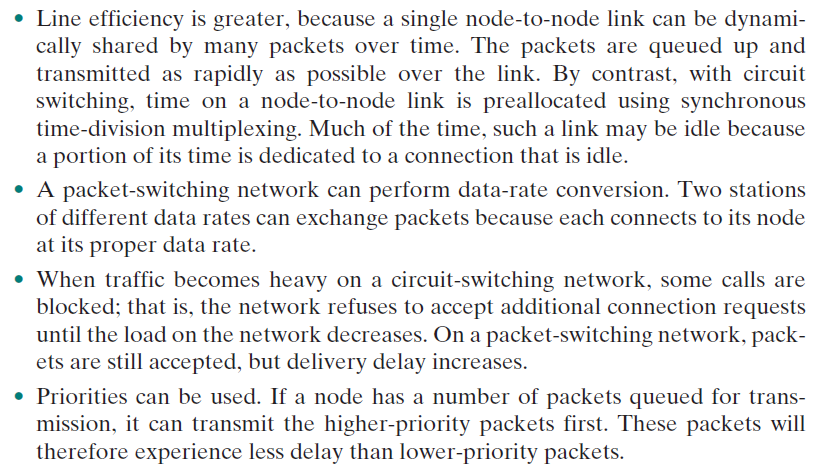 • Line efficiency is greater, because a single node-to-node link can be dynami-
cally shared by many packets over time. The packets are queued up and
transmitted as rapidly as possible over the link. By contrast, with circuit
switching, time on a node-to-node link is preallocated using synchronous
time-division multiplexing. Much of the time, such a link may be idle because
a portion of its time is dedicated to a connection that is idle.
• A packet-switching network can perform data-rate conversion. Two stations
of different data rates can exchange packets because each connects to its node
at its proper data rate.
• When traffic becomes heavy on a circuit-switching network, some calls are
blocked; that is, the network refuses to accept additional connection requests
until the load on the network decreases. On a packet-switching network, pack-
ets are still accepted, but delivery delay increases.
• Priorities can be used. If a node has a number of packets queued for trans-
mission, it can transmit the higher-priority packets first. These packets will
therefore experience less delay than lower-priority packets.